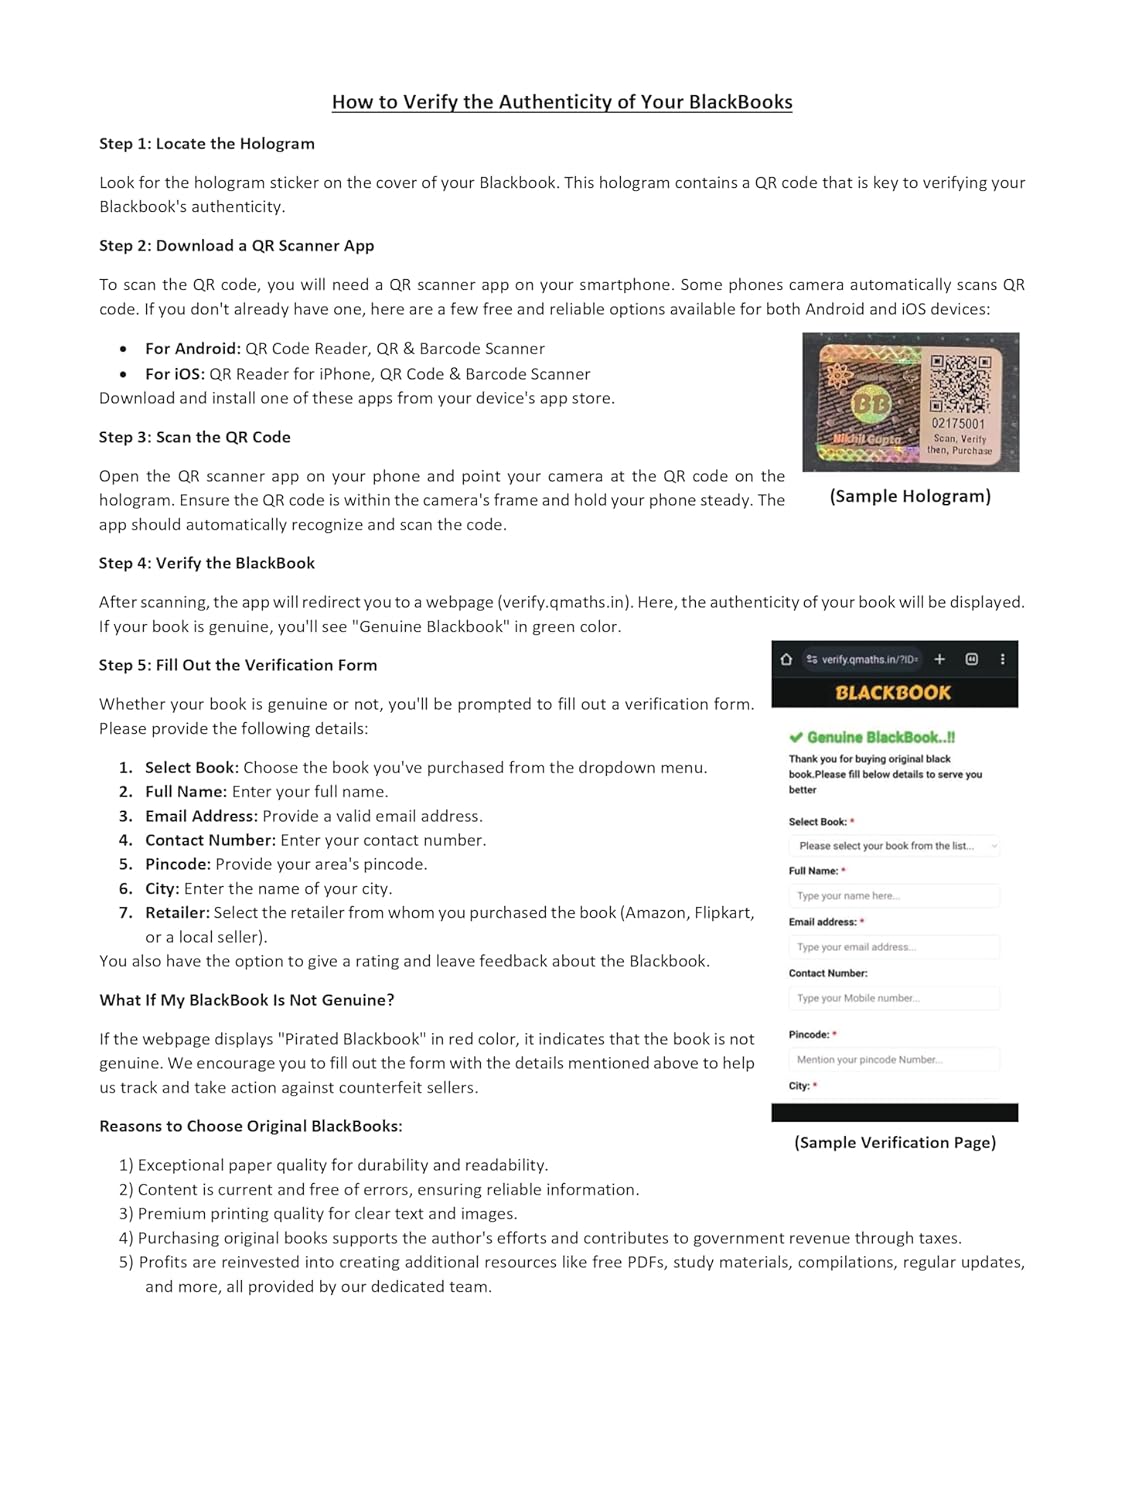 How to Verify the Authenticity of Your BlackBooks
Step 1: Locate the Hologram
Look for the hologram sticker on the cover of your Blackbook. This hologram contains a QR code that is key to verifying your
Blackbook's authenticity.
Step 2: Download a QR Scanner App
To scan the QR code, you will need a QR scanner app on your smartphone. Some phones camera automatically scans QR
code. If you don't already have one, here are a few free and reliable options available for both Android and iOS devices:
• For Android: QR Code Reader, QR & Barcode Scanner
• For iOS: QR Reader for iPhone, QR Code & Barcode Scanner
Download and install one of these apps from your device's app store.
BB
Nikhil Gupta
02175001
Scan, Verify
then, Purchase
(Sample Hologram)
Step 3: Scan the QR Code
Open the QR scanner app on your phone and point your camera at the QR code on the
hologram. Ensure the QR code is within the camera's frame and hold your phone steady. The
app should automatically recognize and scan the code.
Step 4: Verify the BlackBook
After scanning, the app will redirect you to a webpage (verify.qmaths.in). Here, the authenticity of your book will be displayed.
If your book is genuine, you'll see "Genuine Blackbook" in green color.
Step 5: Fill Out the Verification Form
Whether your book is genuine or not, you'll be prompted to fill out a verification form.
Please provide the following details:
1. Select Book: Choose the book you've purchased from the dropdown menu.
2. Full Name: Enter your full name.
3. Email Address: Provide a valid email address.
4. Contact Number: Enter your contact number.
5. Pincode: Provide your area's pincode.
6. City: Enter the name of your city.
7. Retailer: Select the retailer from whom you purchased the book (Amazon, Flipkart,
or a local seller).
You also have the option to give a rating and leave feedback about the Blackbook.
What If My BlackBook Is Not Genuine?
If the webpage displays "Pirated Blackbook" in red color, it indicates that the book is not
genuine. We encourage you to fill out the form with the details mentioned above to help
us track and take action against counterfeit sellers.
verify.qmaths.in/?ID=
BLACKBOOK
✔ Genuine BlackBook..!!
Thank you for buying original black
book.Please fill below details to serve you
better
Select Book: *
Please select your book from the list...
Full Name: *
Type your name here...
Email address: *
Type your email address...
Contact Number:
Type your Mobile number...
Pincode: *
Mention your pincode Number...
City: *
(Sample Verification Page)
Reasons to Choose Original BlackBooks:
1) Exceptional paper quality for durability and readability.
2) Content is current and free of errors, ensuring reliable information.
3) Premium printing quality for clear text and images.
4) Purchasing original books supports the author's efforts and contributes to government revenue through taxes.
5) Profits are reinvested into creating additional resources like free PDFs, study materials, compilations, regular updates,
and more, all provided by our dedicated team.